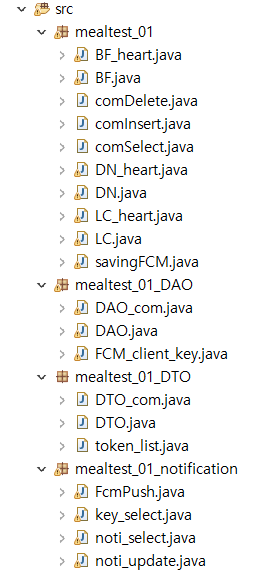 src
mealtest_01
BF_heart.java
BF.java
comDelete.java
comInsert.java
comSelect.java
DN_heart.java
DN.java
LC_heart.java
LC.java
savingFCM.java
mealtest_01_DAO
DAO_com.java
DAO.java
FCM_client_key.java
mealtest_01_DTO
DTO_com.java
DTO.java
token_list.java
mealtest_01_notification
FcmPush.java
key_select.java
noti_select.java
noti_update.java